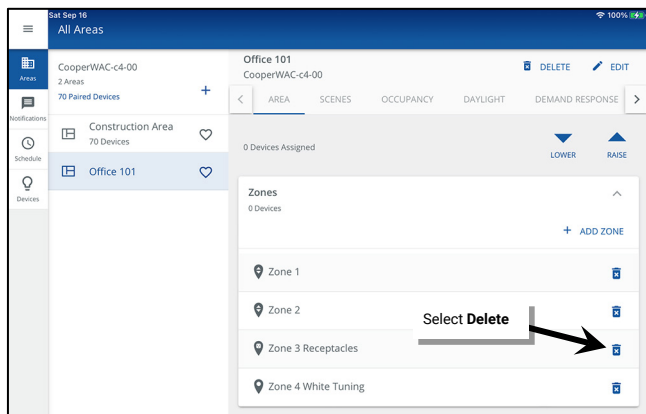 Sat Sep 16
100%
All Areas
Areas
Notifications
Schedule
Devices
CooperWAC-c4-00
2 Areas
70 Paired Devices
+
Construction Area
70 Devices
Office 101
Office 101
CooperWAC-c4-00
DELETE
EDIT
< AREA SCENES OCCUPANCY DAYLIGHT DEMAND RESPONSE >
0 Devices Assigned
LOWER
RAISE
Zones
0 Devices
+ ADD ZONE
Zone 1
Zone 2
Select Delete
Zone 3 Receptacles
Zone 4 White Tuning